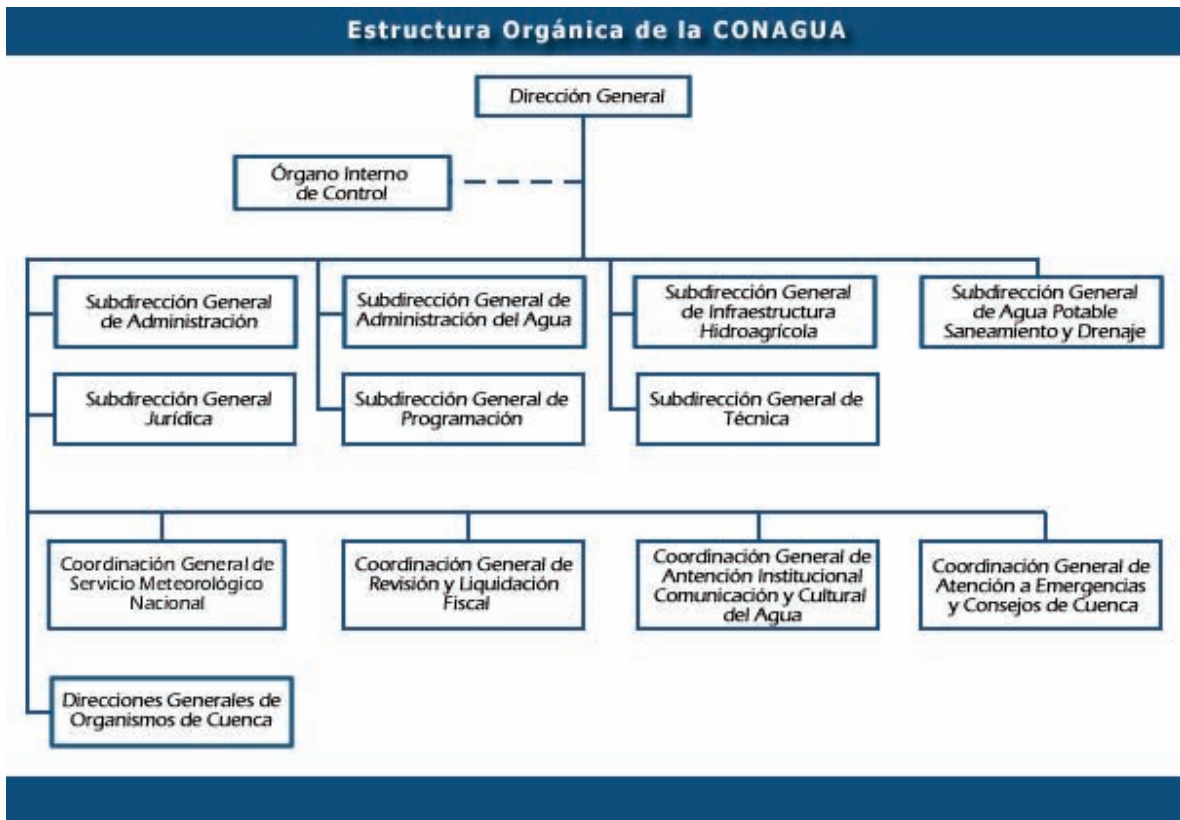 Estructura Orgánica de la CONAGUA
Dirección General
Órgano Interno
de Control
Subdirección General
de Administración
Subdirección General de
Administración del Agua
Subdirección General
de Infraestructura
Hidroagrícola
Subdirección General
de Agua Potable
Saneamiento y Drenaje
Subdirección General
Jurídica
Subdirección General de
Programación
Subdirección General de
Técnica
Coordinación General de
Servicio Meteorológico
Nacional
Coordinación General de
Revisión y Liquidación
Fiscal
Coordinación General de
Antención Institucional
Comunicación y Cultural
del Agua
Coordinación General de
Atención a Emergencias
y Consejos de Cuenca
Direcciones Generales de
Organismos de Cuenca